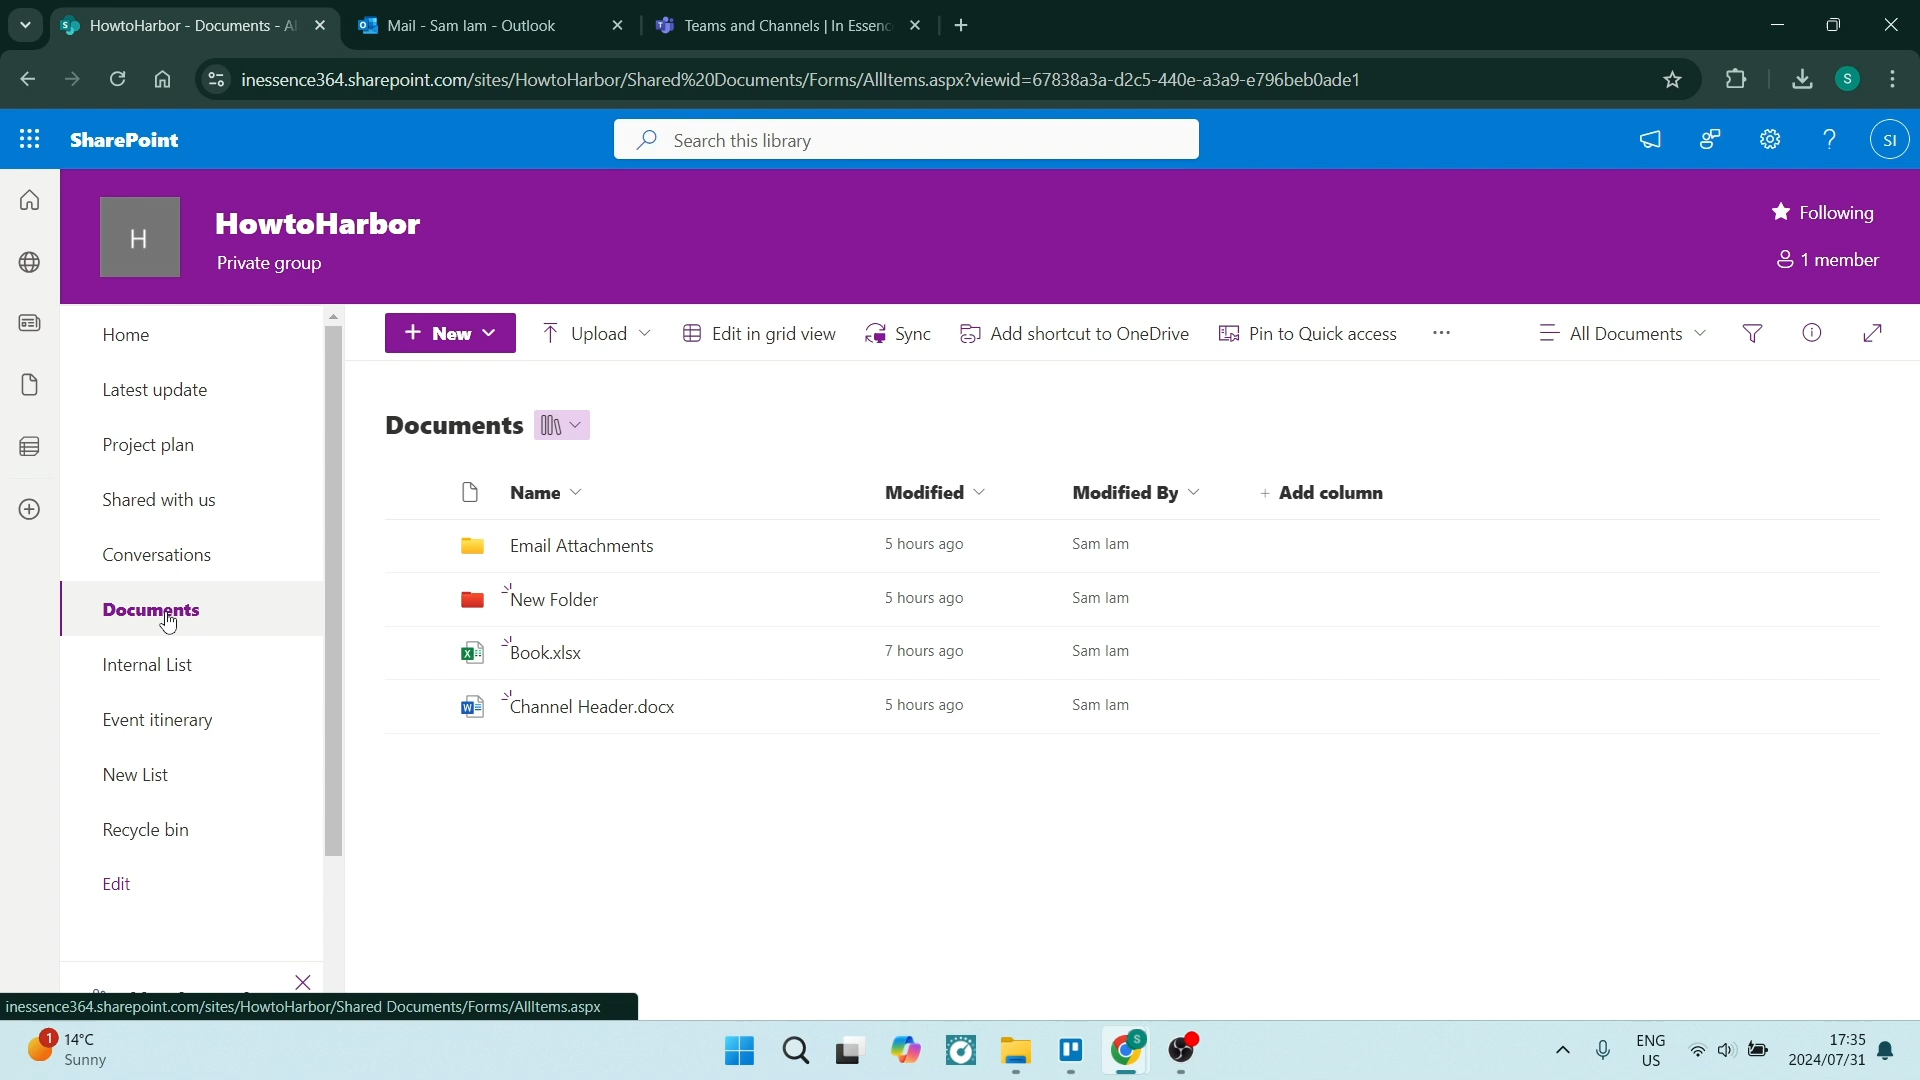 HowtoHarbor - Documents - Al
Mail - Sam Iam - Outlook
Teams and Channels | In Essenc
inessence364.sharepoint.com/sites/HowtoHarbor/Shared%20Documents/Forms/AllItems.aspx?viewid=67838a3a-d2c5-440e-a3a9-e796beb0ade1
S
SharePoint
Search this library
SI
H
HowtoHarbor
Private group
Following
1 member
Home
Latest update
Project plan
Shared with us
Conversations
Documents
Internal List
Event itinerary
New List
Recycle bin
Edit
New
Upload
Edit in grid view
Sync
Add shortcut to OneDrive
Pin to Quick access
All Documents
Documents
Name
Modified
Modified By
Add column
Email Attachments
5 hours ago
Sam Iam
New Folder
5 hours ago
Sam Iam
Book.xlsx
7 hours ago
Sam Iam
Channel Header.docx
5 hours ago
Sam Iam
inessence364.sharepoint.com/sites/HowtoHarbor/Shared Documents/Forms/AllItems.aspx
1
14°C
Sunny
S
ENG
US
17:35
2024/07/31